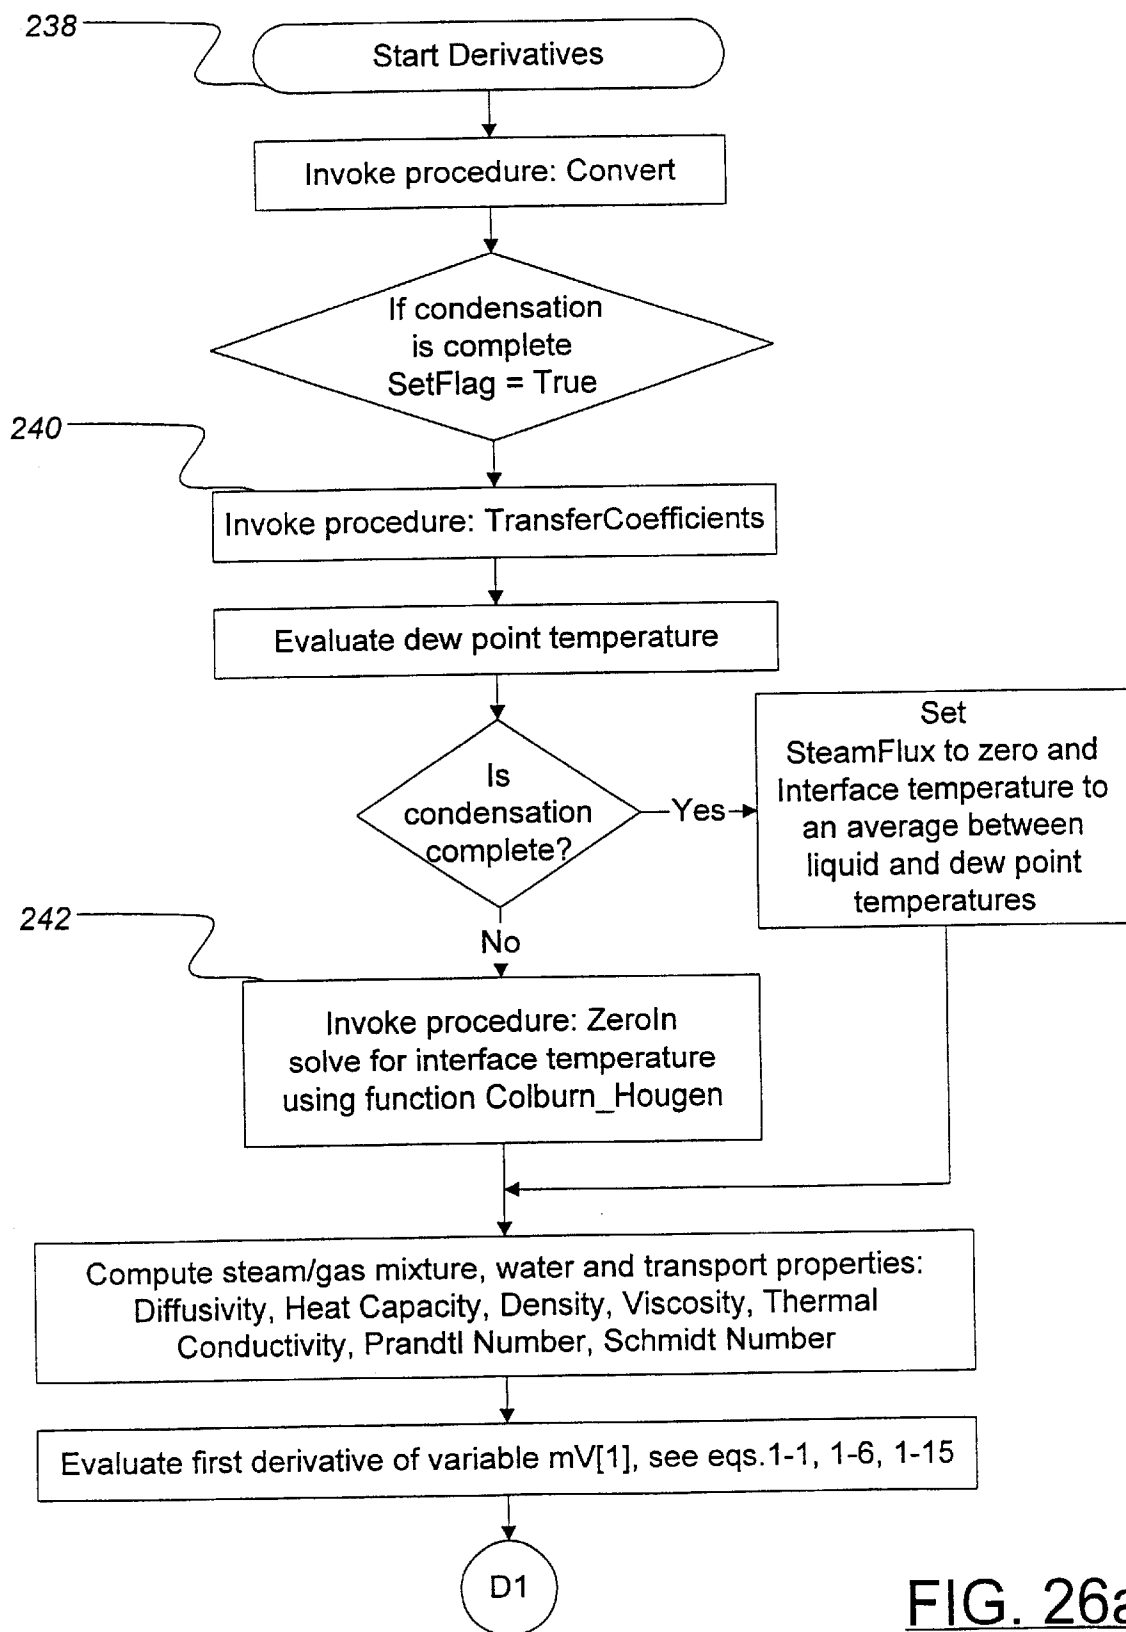 238
Start Derivatives
Invoke procedure: Convert
If condensation
is complete
SetFlag = True
240
Invoke procedure: TransferCoefficients
Evaluate dew point temperature
Is
condensation
complete?
Yes
Set
SteamFlux to zero and
Interface temperature to
an average between
liquid and dew point
temperatures
242
No
Invoke procedure: ZeroIn
solve for interface temperature
using function Colburn_Hougen
Compute steam/gas mixture, water and transport properties:
Diffusivity, Heat Capacity, Density, Viscosity, Thermal
Conductivity, Prandtl Number, Schmidt Number
Evaluate first derivative of variable mV[1], see eqs.1-1, 1-6, 1-15
D1
FIG. 26a